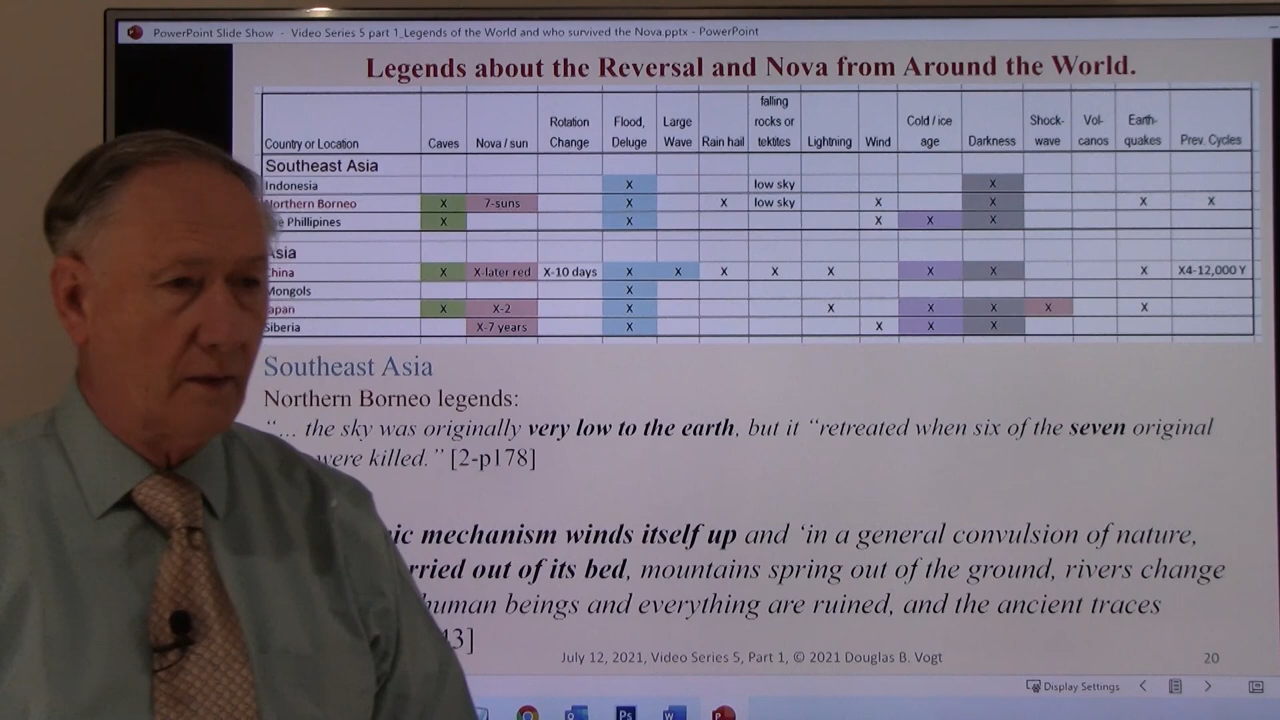 PowerPoint Slide Show - Video Series 5 part 1_Legends of the World and who survived the Nova.pptx - PowerPoint
Legends about the Reversal and Nova from Around the World.
Country or Location Caves Nova / sun Rotation Change Flood, Deluge Large Wave Rain hail falling rocks or tektites Lightning Wind Cold / ice age Darkness Shock-wave Vol-canos Earth-quakes Prev. Cycles
Southeast Asia
Indonesia X low sky X
Northern Borneo X 7-suns X X low sky X X X X
Phillipines X X X X X
Asia
China X X-later red X-10 days X X X X X X X X X4-12,000 Y
Mongols X
Japan X X-2 X X X X X X
Siberia X-7 years X X X X
Southeast Asia
Northern Borneo legends:
"... the sky was originally very low to the earth, but it "retreated when six of the seven original
were killed." [2-p178]
ic mechanism winds itself up and 'in a general convulsion of nature,
rried out of its bed, mountains spring out of the ground, rivers change
human beings and everything are ruined, and the ancient traces
43]
July 12, 2021, Video Series 5, Part 1, © 2021 Douglas B. Vogt
20
Display Settings